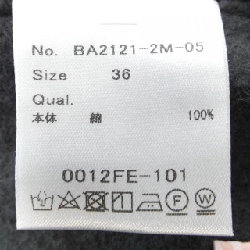 No. BA2121-2M-05
Size 36
Qual.
本体 綿 100%
0012FE-101